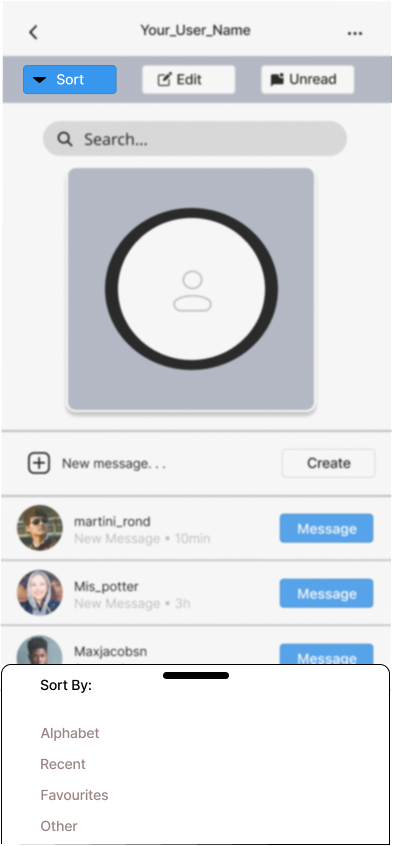 Your_User_Name
Sort
Edit
Unread
Search...
New message. . .
Create
martini_rond
New Message • 10min
Message
Mis_potter
New Message • 3h
Message
Maxjacobsn
Message
Sort By:
Alphabet
Recent
Favourites
Other